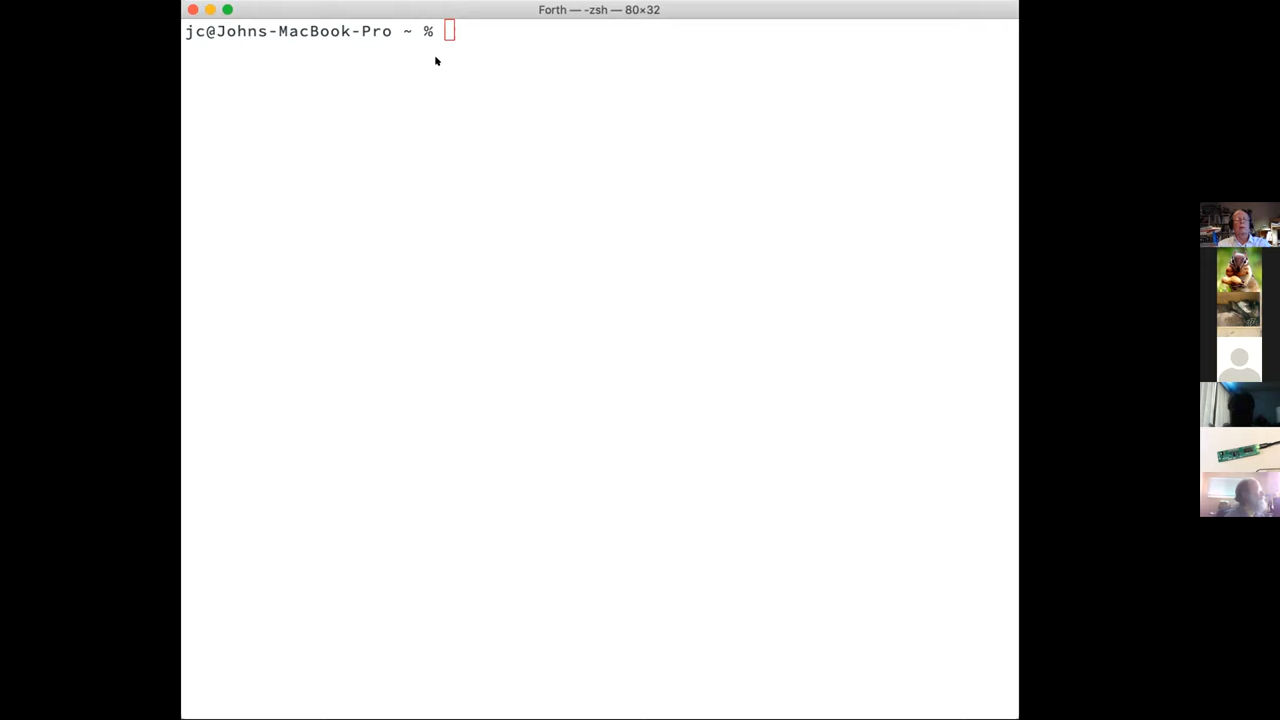 Forth — -zsh — 80×32
jc@Johns-MacBook-Pro ~ %